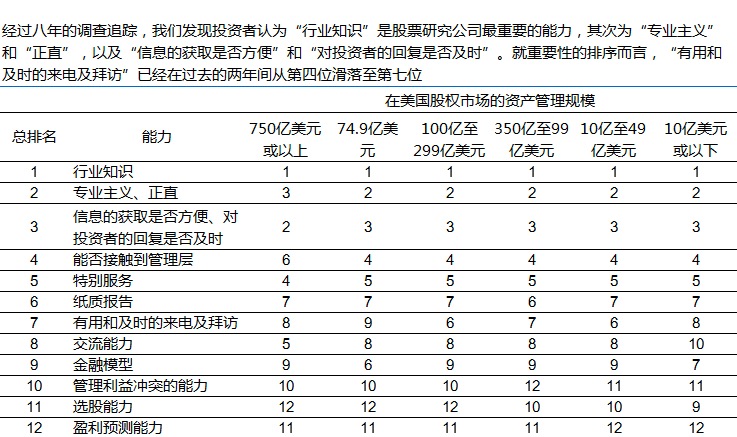 经过八年的调查追踪，我们发现投资者认为“行业知识”是股票研究公司最重要的能力，其次为“专业主义”
和“正直”，以及“信息的获取是否方便”和“对投资者的回复是否及时”。就重要性的排序而言，“有用和
及时的来电及拜访”已经在过去的两年间从第四位滑落至第七位
在美国股权市场的资产管理规模
总排名 能力 750亿美元或以上 74.9亿美元 100亿至299亿美元 350亿至99亿美元 10亿至49亿美元 10亿美元或以下
1 行业知识 1 1 1 1 1 1
2 专业主义、正直 3 2 2 2 2 2
3 信息的获取是否方便、对投资者的回复是否及时 2 3 3 3 3 3
4 能否接触到管理层 6 4 4 4 4 4
5 特别服务 4 5 5 5 5 5
6 纸质报告 7 7 7 6 7 7
7 有用和及时的来电及拜访 8 9 6 7 6 8
8 交流能力 5 8 8 8 8 10
9 金融模型 9 6 9 9 9 7
10 管理利益冲突的能力 10 10 10 12 11 11
11 选股能力 12 12 12 10 10 9
12 盈利预测能力 11 11 11 11 12 12